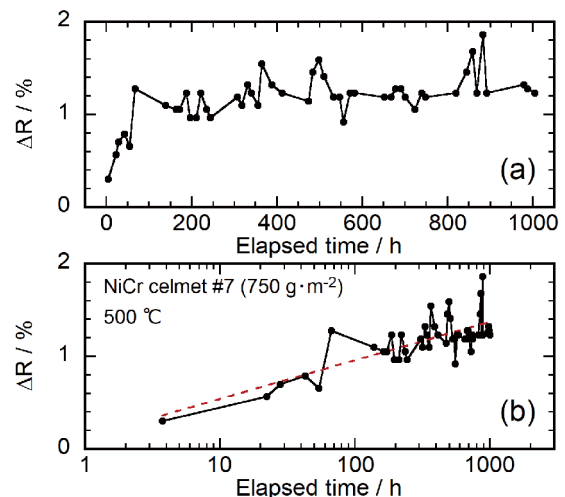 2
1
0
ΔR / %
(a)
0 200 400 600 800 1000
Elapsed time / h
2
1
0
ΔR / %
NiCr celmet #7 (750 g·m-2)
500 ℃
(b)
1 10 100 1000
Elapsed time / h